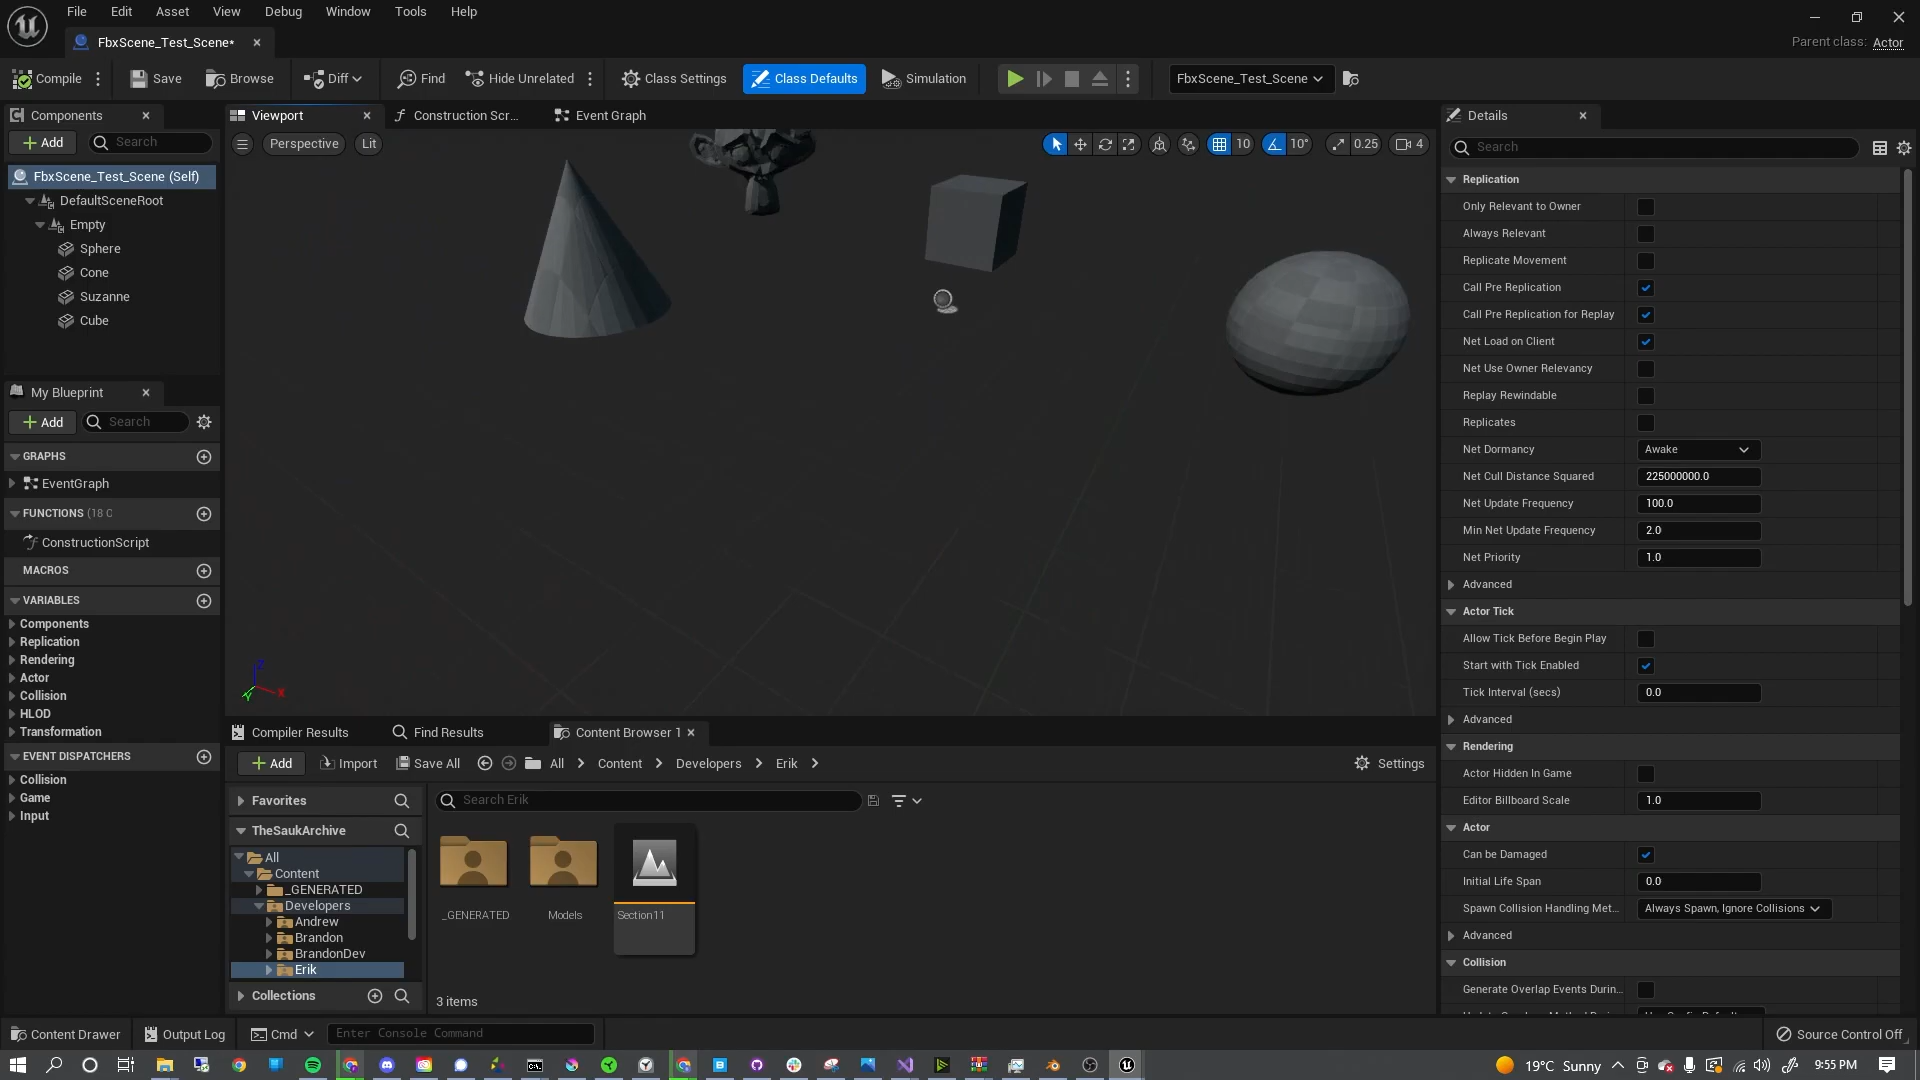 File Edit Asset View Debug Window Tools Help
FbxScene_Test_Scene*
Parent class: Actor
Compile Save Browse Diff Find Hide Unrelated Class Settings Class Defaults Simulation FbxScene_Test_Scene
Components
Add Search
FbxScene_Test_Scene (Self)
DefaultSceneRoot
Empty
Sphere
Cone
Suzanne
Cube
My Blueprint
Add Search
GRAPHS
EventGraph
FUNCTIONS (18 O
ConstructionScript
MACROS
VARIABLES
Components
Replication
Rendering
Actor
Collision
HLOD
Transformation
EVENT DISPATCHERS
Collision
Game
Input
Viewport Construction Scr... Event Graph
Perspective Lit 10 10° 0.25 4
Z
Y X
Compiler Results Find Results Content Browser 1
Add Import Save All All Content Developers Erik Settings
Favorites Search Erik
TheSaukArchive
All
Content
_GENERATED
Developers
Andrew
Brandon
BrandonDev
Erik
Collections
_GENERATED Models Section11
3 items
Details
Search
Replication
Only Relevant to Owner
Always Relevant
Replicate Movement
Call Pre Replication
Call Pre Replication for Replay
Net Load on Client
Net Use Owner Relevancy
Replay Rewindable
Replicates
Net Dormancy Awake
Net Cull Distance Squared 225000000.0
Net Update Frequency 100.0
Min Net Update Frequency 2.0
Net Priority 1.0
Advanced
Actor Tick
Allow Tick Before Begin Play
Start with Tick Enabled
Tick Interval (secs) 0.0
Advanced
Rendering
Actor Hidden In Game
Editor Billboard Scale 1.0
Actor
Can be Damaged
Initial Life Span 0.0
Spawn Collision Handling Met... Always Spawn, Ignore Collisions
Advanced
Collision
Generate Overlap Events Durin...
Content Drawer Output Log Cmd Enter Console Command Source Control Off
19°C Sunny 9:55 PM